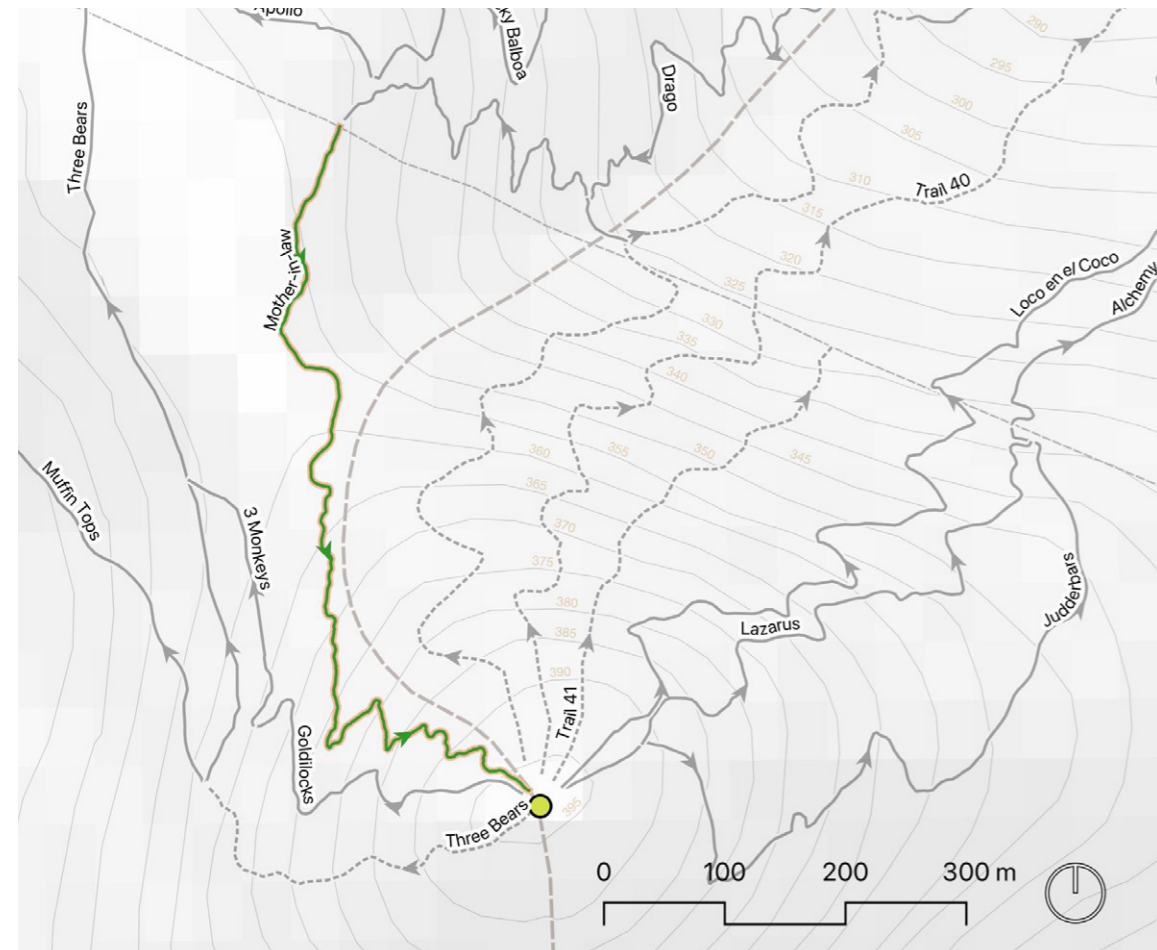 Apollo
ky Balboa
Drago
290
295
300
305
310
Trail 40
315
320
325
330
335
340
Three Bears
Mother-in-law
Loco en el Coco
Alchemy
Muffin Tops
3 Monkeys
360
355
350
345
365
370
375
380
385
390
Judderbars
Lazarus
Trail 41
Goldilocks
Three Bears
395
0 100 200 300 m